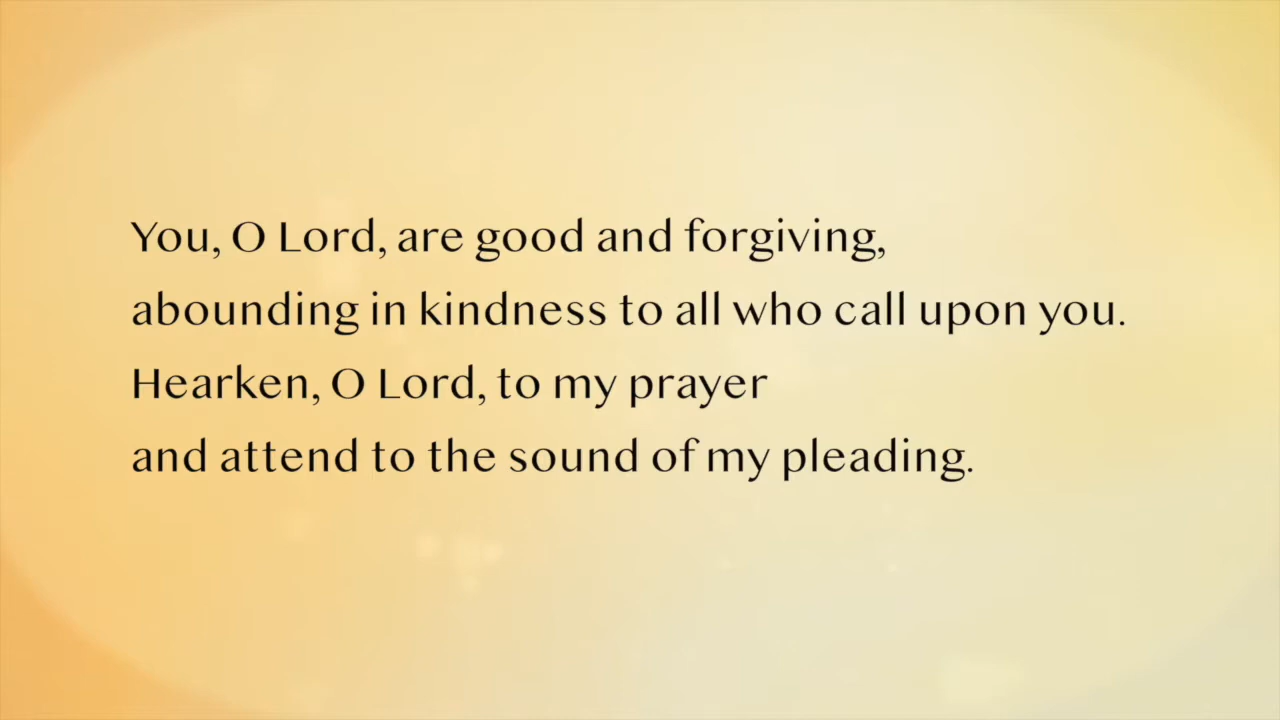 You, O Lord, are good and forgiving,
abounding in kindness to all who call upon you.
Hearken, O Lord, to my prayer
and attend to the sound of my pleading.